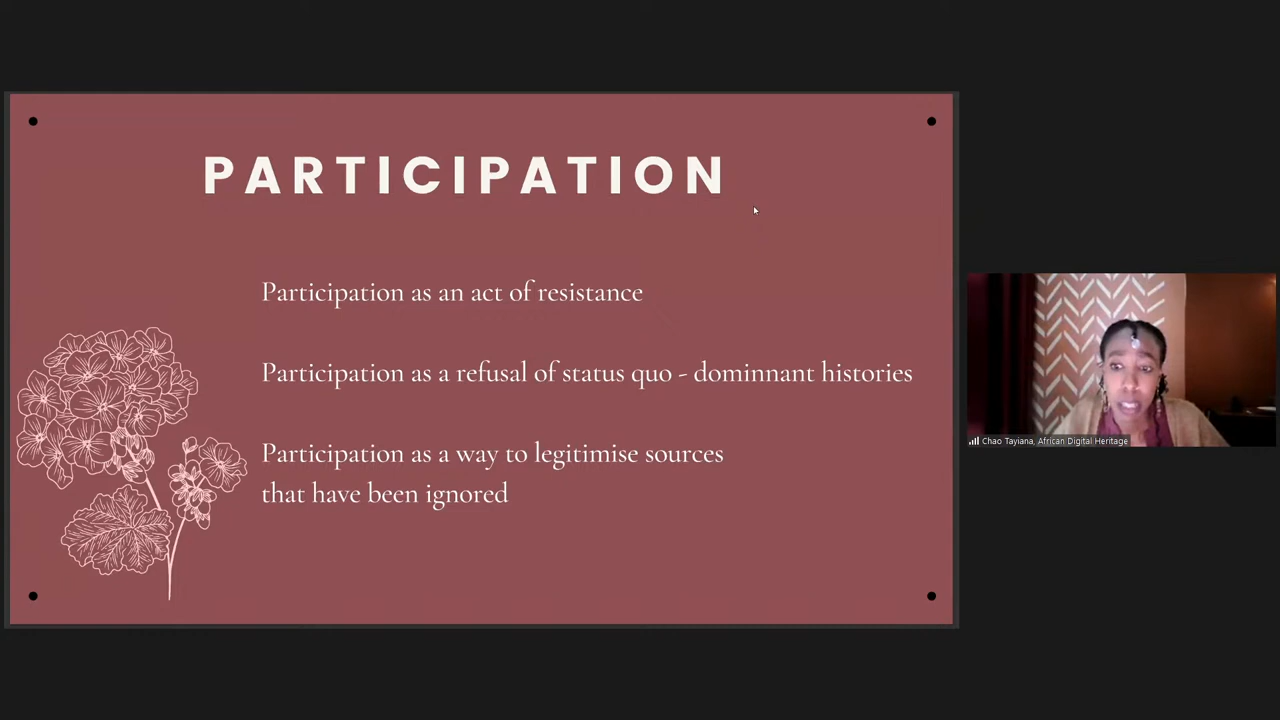 PARTICIPATION
Participation as an act of resistance
Participation as a refusal of status quo - dominnant histories
Participation as a way to legitimise sources
that have been ignored
Chao Tayiana, African Digital Heritage